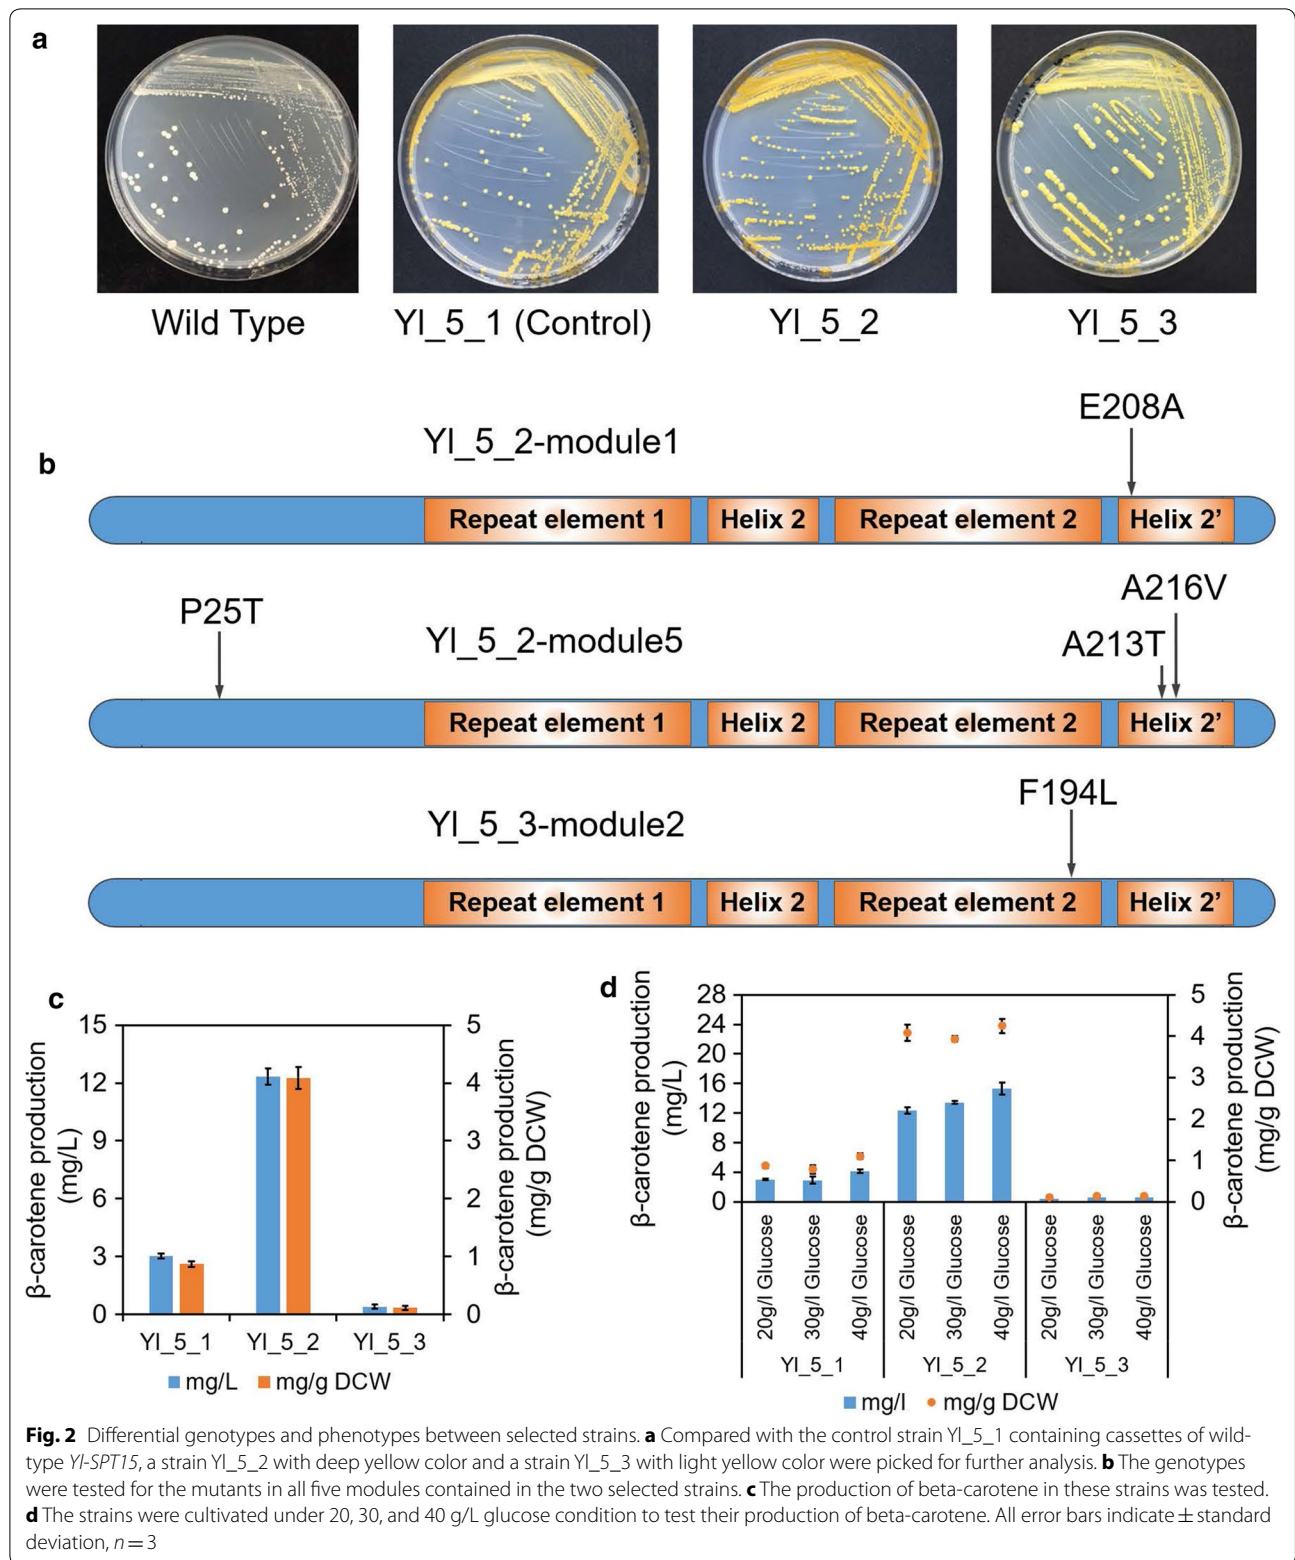 a
Wild Type
Yl_5_1 (Control)
Yl_5_2
Yl_5_3
b
Yl_5_2-module1
E208A
Repeat element 1
Helix 2
Repeat element 2
Helix 2’
P25T
Yl_5_2-module5
A216V
A213T
Repeat element 1
Helix 2
Repeat element 2
Helix 2’
Yl_5_3-module2
F194L
Repeat element 1
Helix 2
Repeat element 2
Helix 2’
c
β-carotene production
(mg/L)
15
12
9
6
3
0
5
4
3
2
1
0
β-carotene production
(mg/g DCW)
Yl_5_1
Yl_5_2
Yl_5_3
mg/L
mg/g DCW
d
β-carotene production
(mg/L)
28
24
20
16
12
8
4
0
5
4
3
2
1
0
β-carotene production
(mg/g DCW)
20g/l Glucose
30g/l Glucose
40g/l Glucose
20g/l Glucose
30g/l Glucose
40g/l Glucose
20g/l Glucose
30g/l Glucose
40g/l Glucose
Yl_5_1
Yl_5_2
Yl_5_3
mg/l
mg/g DCW
Fig. 2 Differential genotypes and phenotypes between selected strains. a Compared with the control strain Yl_5_1 containing cassettes of wild-
type Yl-SPT15, a strain Yl_5_2 with deep yellow color and a strain Yl_5_3 with light yellow color were picked for further analysis. b The genotypes
were tested for the mutants in all five modules contained in the two selected strains. c The production of beta-carotene in these strains was tested.
d The strains were cultivated under 20, 30, and 40 g/L glucose condition to test their production of beta-carotene. All error bars indicate ± standard
deviation, n = 3